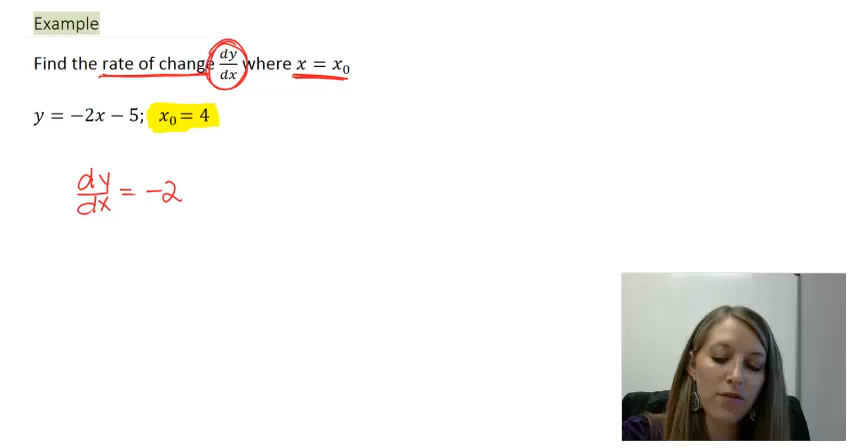 Example
Find the rate of change dy/dx where x = x₀
y = −2x − 5; x₀ = 4
dy/dx = −2